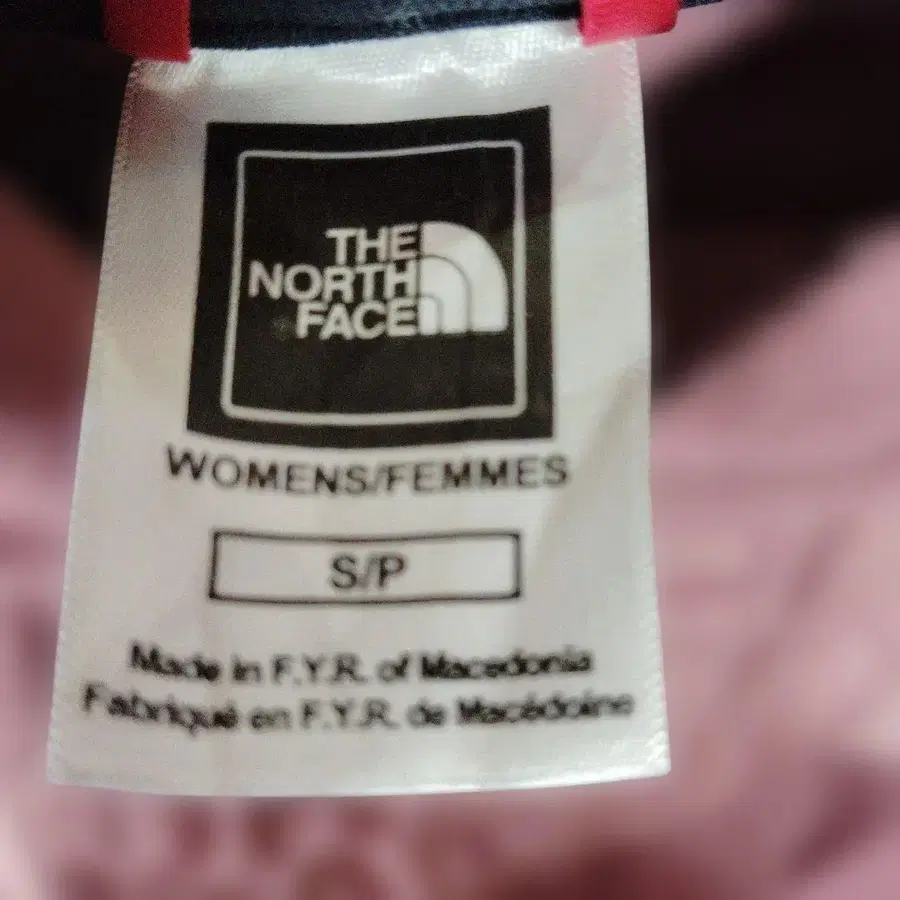 THE
NORTH
FACE
WOMENS/FEMMES
S/P
Made in F.Y.R. of Macedonia
Fabriqué en F.Y.R. de Macédoine